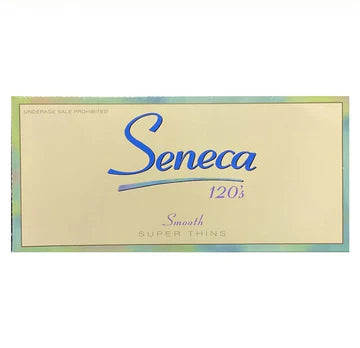 UNDERAGE SALE PROHIBITED
Seneca
120's
Smooth
SUPER THINS